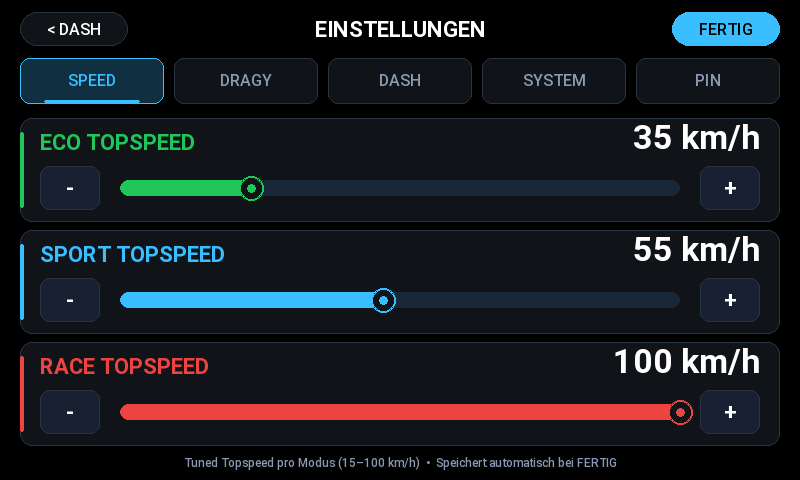 < DASH
EINSTELLUNGEN
FERTIG
SPEED
DRAGY
DASH
SYSTEM
PIN
ECO TOPSPEED
35 km/h
-
+
SPORT TOPSPEED
55 km/h
-
+
RACE TOPSPEED
100 km/h
-
+
Tuned Topspeed pro Modus (15–100 km/h) • Speichert automatisch bei FERTIG